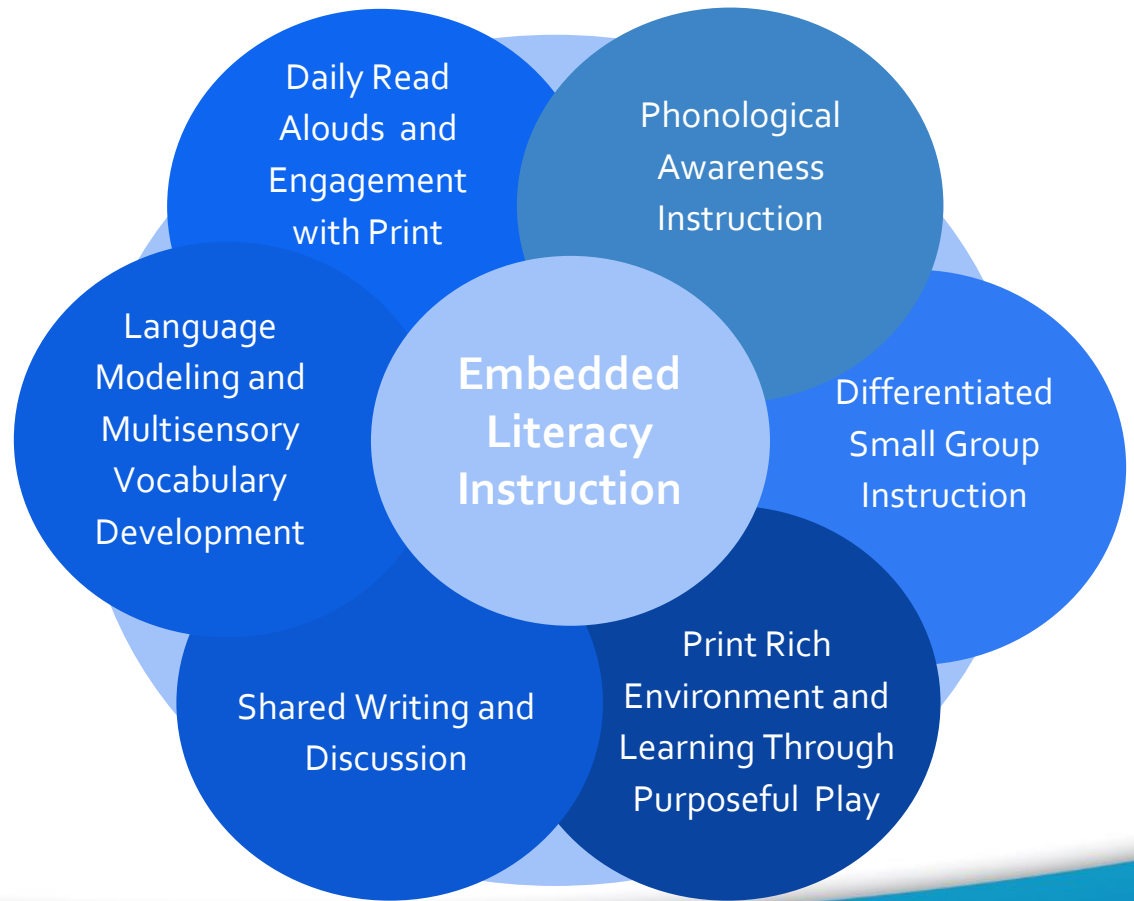 Daily Read
Alouds and
Engagement
with Print
Phonological
Awareness
Instruction
Language
Modeling and
Multisensory
Vocabulary
Development
Embedded
Literacy
Instruction
Differentiated
Small Group
Instruction
Shared Writing and
Discussion
Print Rich
Environment and
Learning Through
Purposeful Play